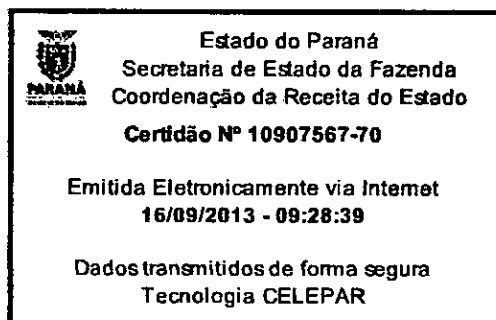 Estado do Paraná
Secretaria de Estado da Fazenda
PARANÁ
Coordenação da Receita do Estado
Certidão Nº 10907567-70
Emitida Eletronicamente via Internet
16/09/2013 - 09:28:39
Dados transmitidos de forma segura
Tecnologia CELEPAR